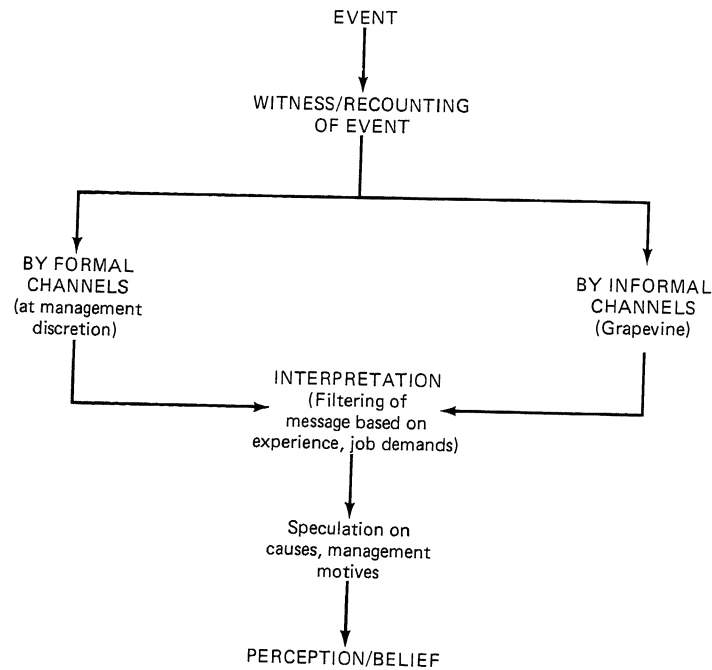 EVENT
WITNESS/RECOUNTING
OF EVENT
BY FORMAL
CHANNELS
(at management
discretion)
BY INFORMAL
CHANNELS
(Grapevine)
INTERPRETATION
(Filtering of
message based on
experience, job demands)
Speculation on
causes, management
motives
PERCEPTION/BELIEF